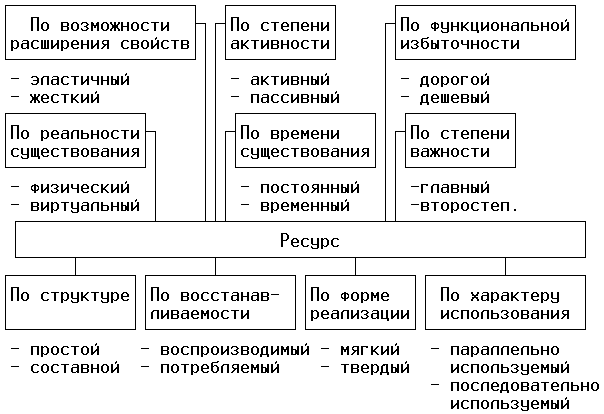 По возможности
расширения свойств
- эластичный
- жесткий
По степени
активности
- активный
- пассивный
По функциональной
избыточности
- дорогой
- дешевый
По реальности
существования
- физический
- виртуальный
По времени
существования
- постоянный
- временный
По степени
важности
-главный
-второстеп.
Ресурс
По структуре
- простой
- составной
По восстанав-
ливаемости
- воспроизводимый
- потребляемый
По форме
реализации
- мягкий
- твердый
По характеру
использования
- параллельно
используемый
- последовательно
используемый